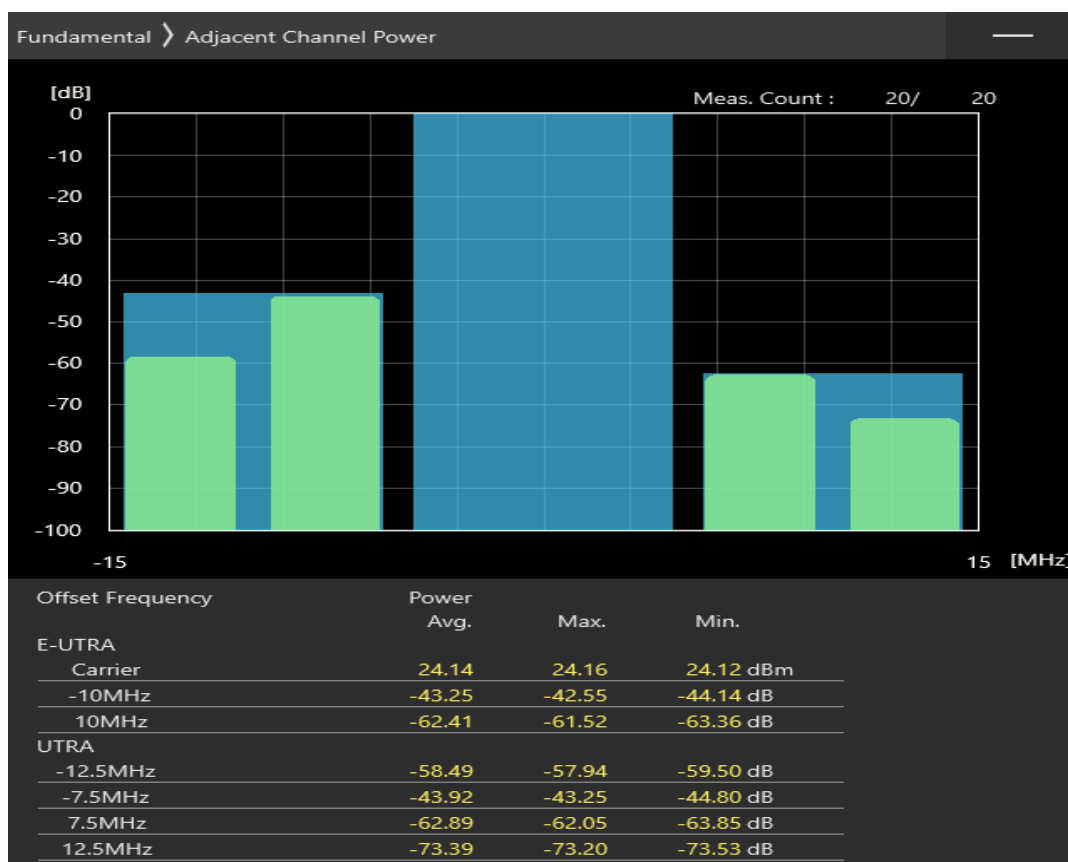 Fundamental 〉 Adjacent Channel Power
[dB]
Meas. Count : 20/ 20
0
-10
-20
-30
-40
-50
-60
-70
-80
-90
-100
-15 15 [MHz]
Offset Frequency Power
Avg. Max. Min.
E-UTRA
Carrier 24.14 24.16 24.12 dBm
-10MHz -43.25 -42.55 -44.14 dB
10MHz -62.41 -61.52 -63.36 dB
UTRA
-12.5MHz -58.49 -57.94 -59.50 dB
-7.5MHz -43.92 -43.25 -44.80 dB
7.5MHz -62.89 -62.05 -63.85 dB
12.5MHz -73.39 -73.20 -73.53 dB